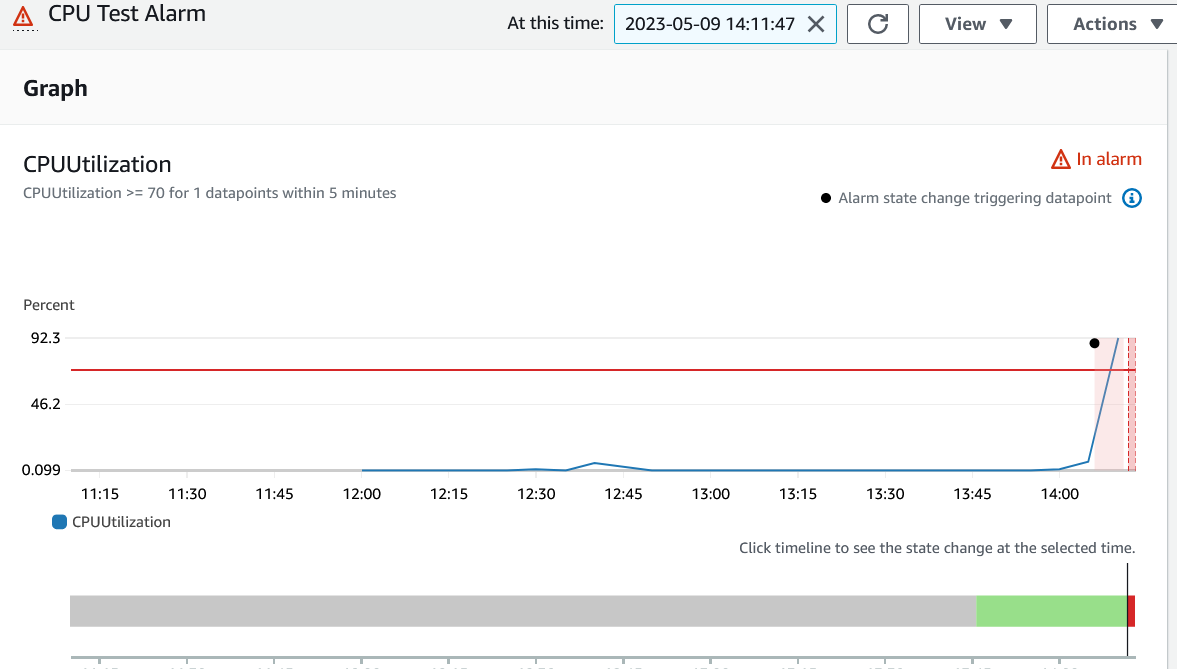 CPU Test Alarm
At this time: 2023-05-09 14:11:47
View
Actions
Graph
CPUUtilization
In alarm
CPUUtilization >= 70 for 1 datapoints within 5 minutes
Alarm state change triggering datapoint
Percent
92.3
46.2
0.099
11:15 11:30 11:45 12:00 12:15 12:30 12:45 13:00 13:15 13:30 13:45 14:00
CPUUtilization
Click timeline to see the state change at the selected time.